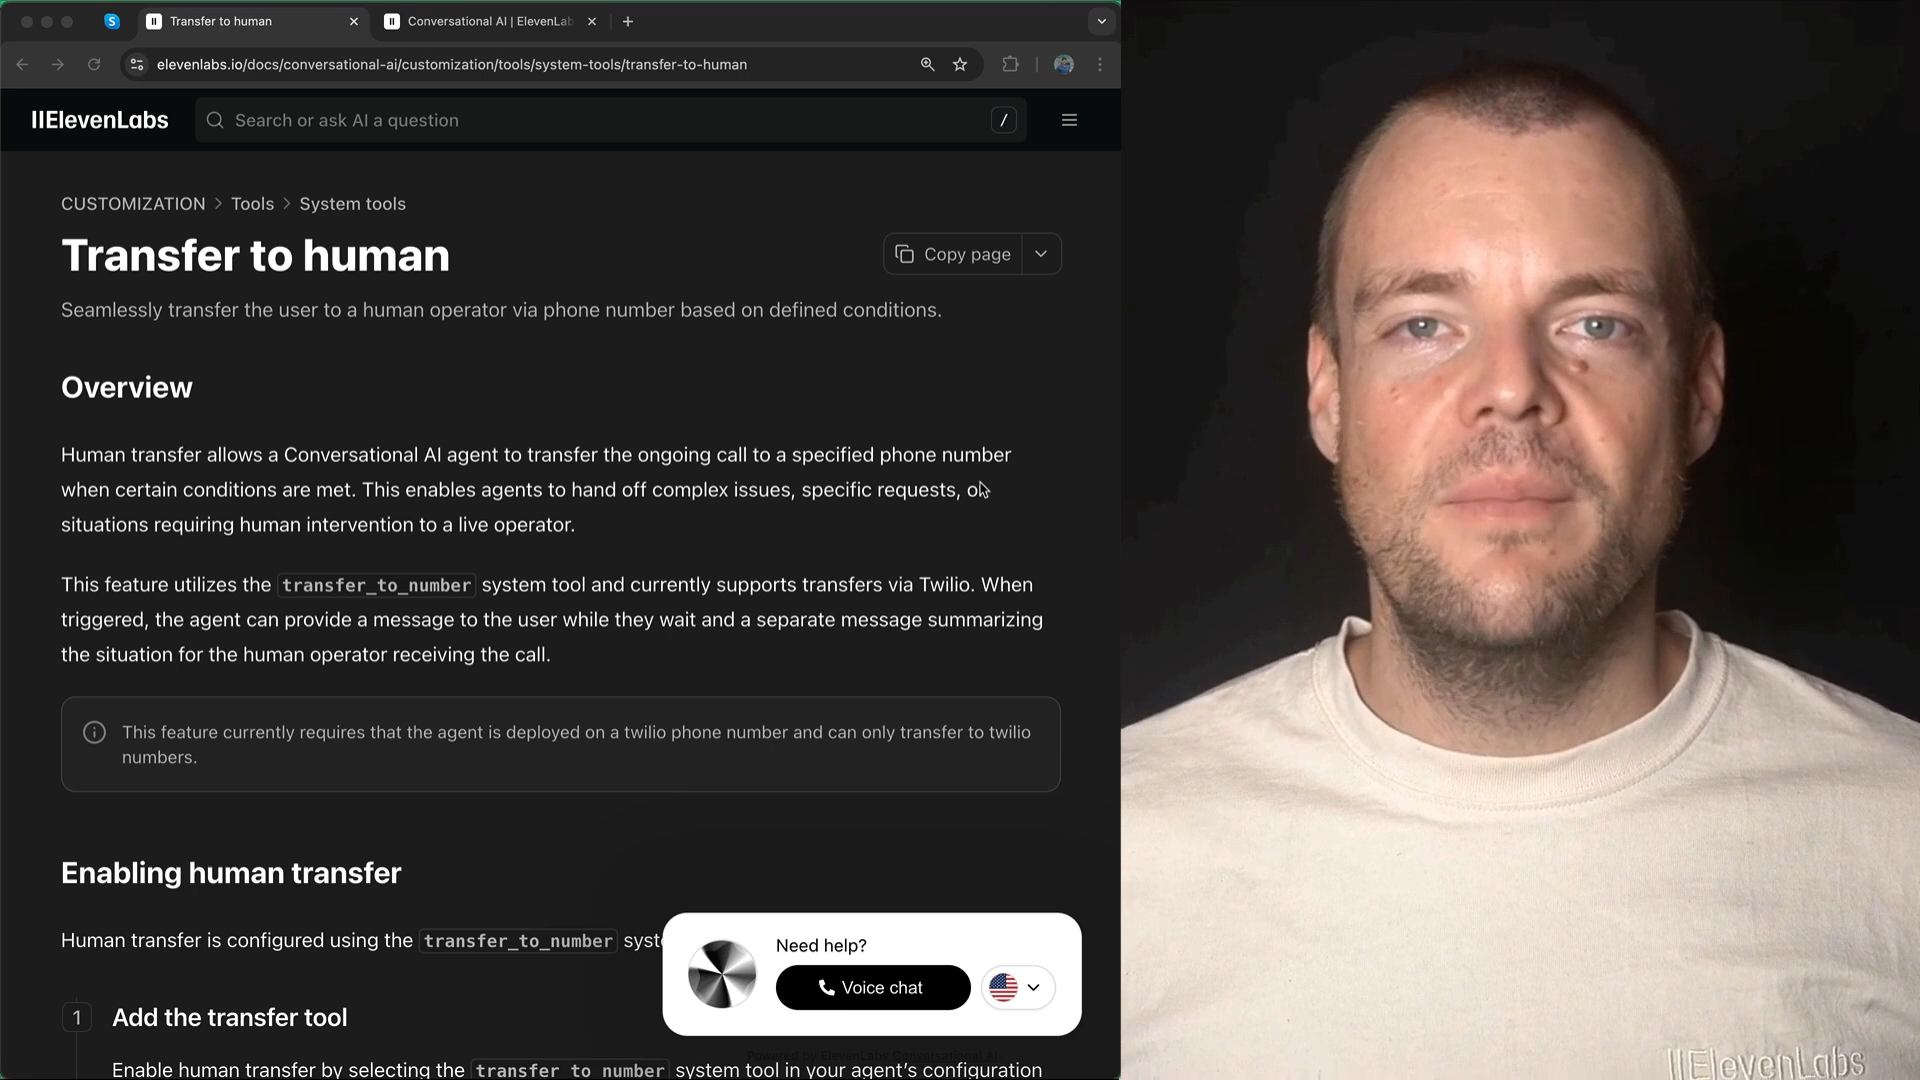 Transfer to human
Conversational AI | ElevenLab
elevenlabs.io/docs/conversational-ai/customization/tools/system-tools/transfer-to-human
IIElevenLabs
Search or ask AI a question
/
CUSTOMIZATION > Tools > System tools
Transfer to human
Copy page
Seamlessly transfer the user to a human operator via phone number based on defined conditions.
Overview
Human transfer allows a Conversational AI agent to transfer the ongoing call to a specified phone number
when certain conditions are met. This enables agents to hand off complex issues, specific requests, or
situations requiring human intervention to a live operator.
This feature utilizes the transfer_to_number system tool and currently supports transfers via Twilio. When
triggered, the agent can provide a message to the user while they wait and a separate message summarizing
the situation for the human operator receiving the call.
This feature currently requires that the agent is deployed on a twilio phone number and can only transfer to twilio
numbers.
Enabling human transfer
Human transfer is configured using the transfer_to_number syst
Need help?
Voice chat
1 Add the transfer tool
Powered by ElevenLabs Conversational AI
Enable human transfer by selecting the transfer_to_number system tool in your agent's configuration
IIElevenLabs